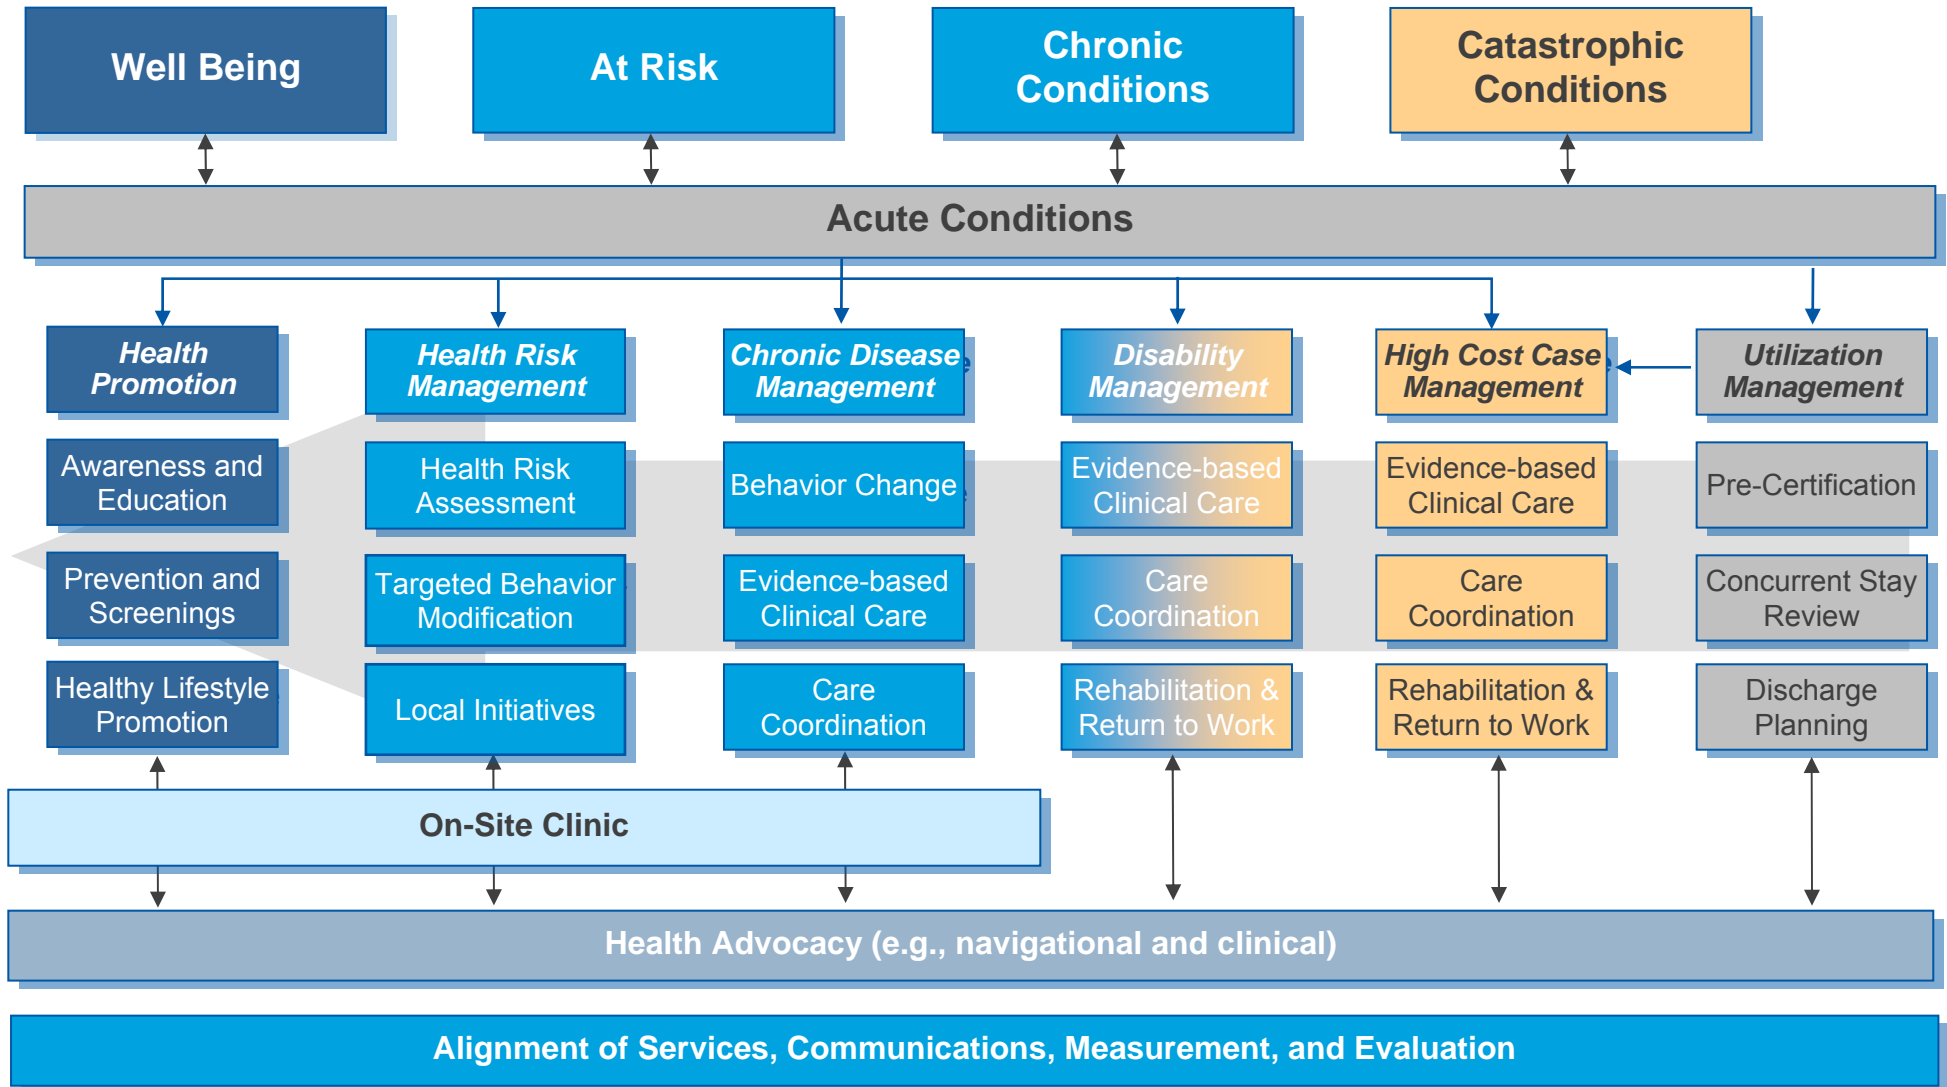 Well Being
At Risk
Chronic
Conditions
Catastrophic
Conditions
Acute Conditions
Health
Promotion
Health Risk
Management
Chronic Disease
Management
Disability
Management
High Cost Case
Management
Utilization
Management
Awareness and
Education
Health Risk
Assessment
Behavior Change
Evidence-based
Clinical Care
Evidence-based
Clinical Care
Pre-Certification
Prevention and
Screenings
Targeted Behavior
Modification
Evidence-based
Clinical Care
Care
Coordination
Care
Coordination
Concurrent Stay
Review
Healthy Lifestyle
Promotion
Local Initiatives
Care
Coordination
Rehabilitation &
Return to Work
Rehabilitation &
Return to Work
Discharge
Planning
On-Site Clinic
Health Advocacy (e.g., navigational and clinical)
Alignment of Services, Communications, Measurement, and Evaluation